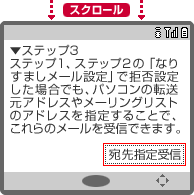 スクロール
▼ステップ3
ステップ1、ステップ2の「なり
すましメール設定」で拒否設定
した場合でも、パソコンの転送
元アドレスやメーリングリスト
のアドレスを指定することで、
これらのメールを受信できます。
宛先指定受信